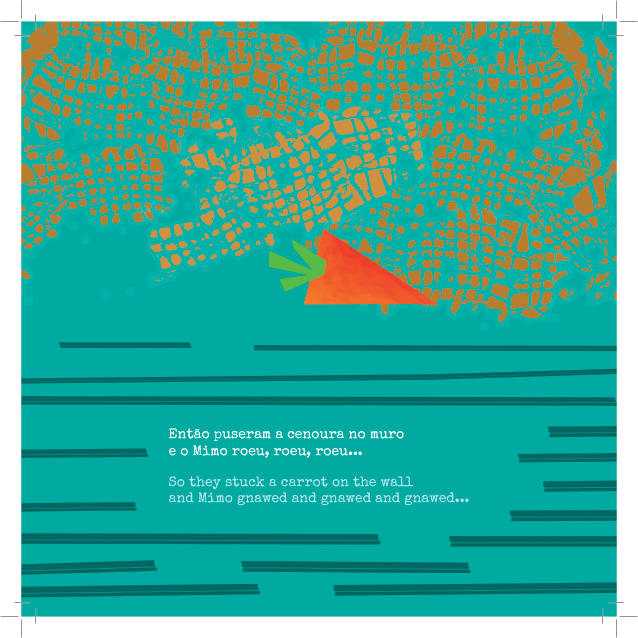 Então puseram a cenoura no muro
e o Mimo roeu, roeu, roeu...
So they stuck a carrot on the wall
and Mimo gnawed and gnawed and gnawed...